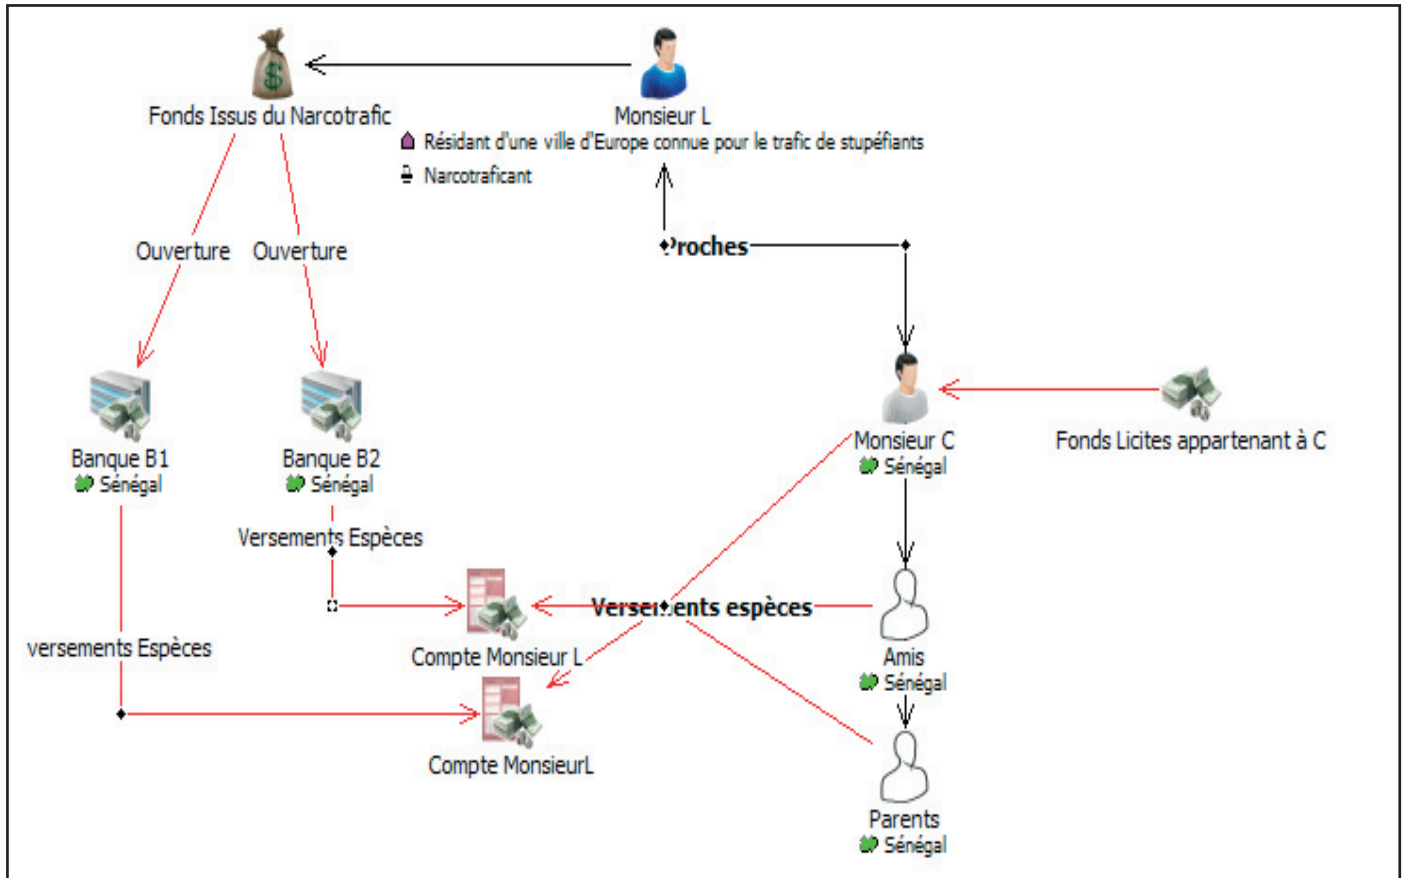 Fonds Issus du Narcotrafic
Monsieur L
Résidant d'une ville d'Europe connue pour le trafic de stupéfiants
Narcotraficant
Ouverture
Ouverture
Proches
Banque B1
Sénégal
Banque B2
Sénégal
Monsieur C
Sénégal
Fonds Licites appartenant à C
Versements Espèces
Versements espèces
versements Espèces
Compte Monsieur L
Amis
Sénégal
Compte MonsieurL
Parents
Sénégal